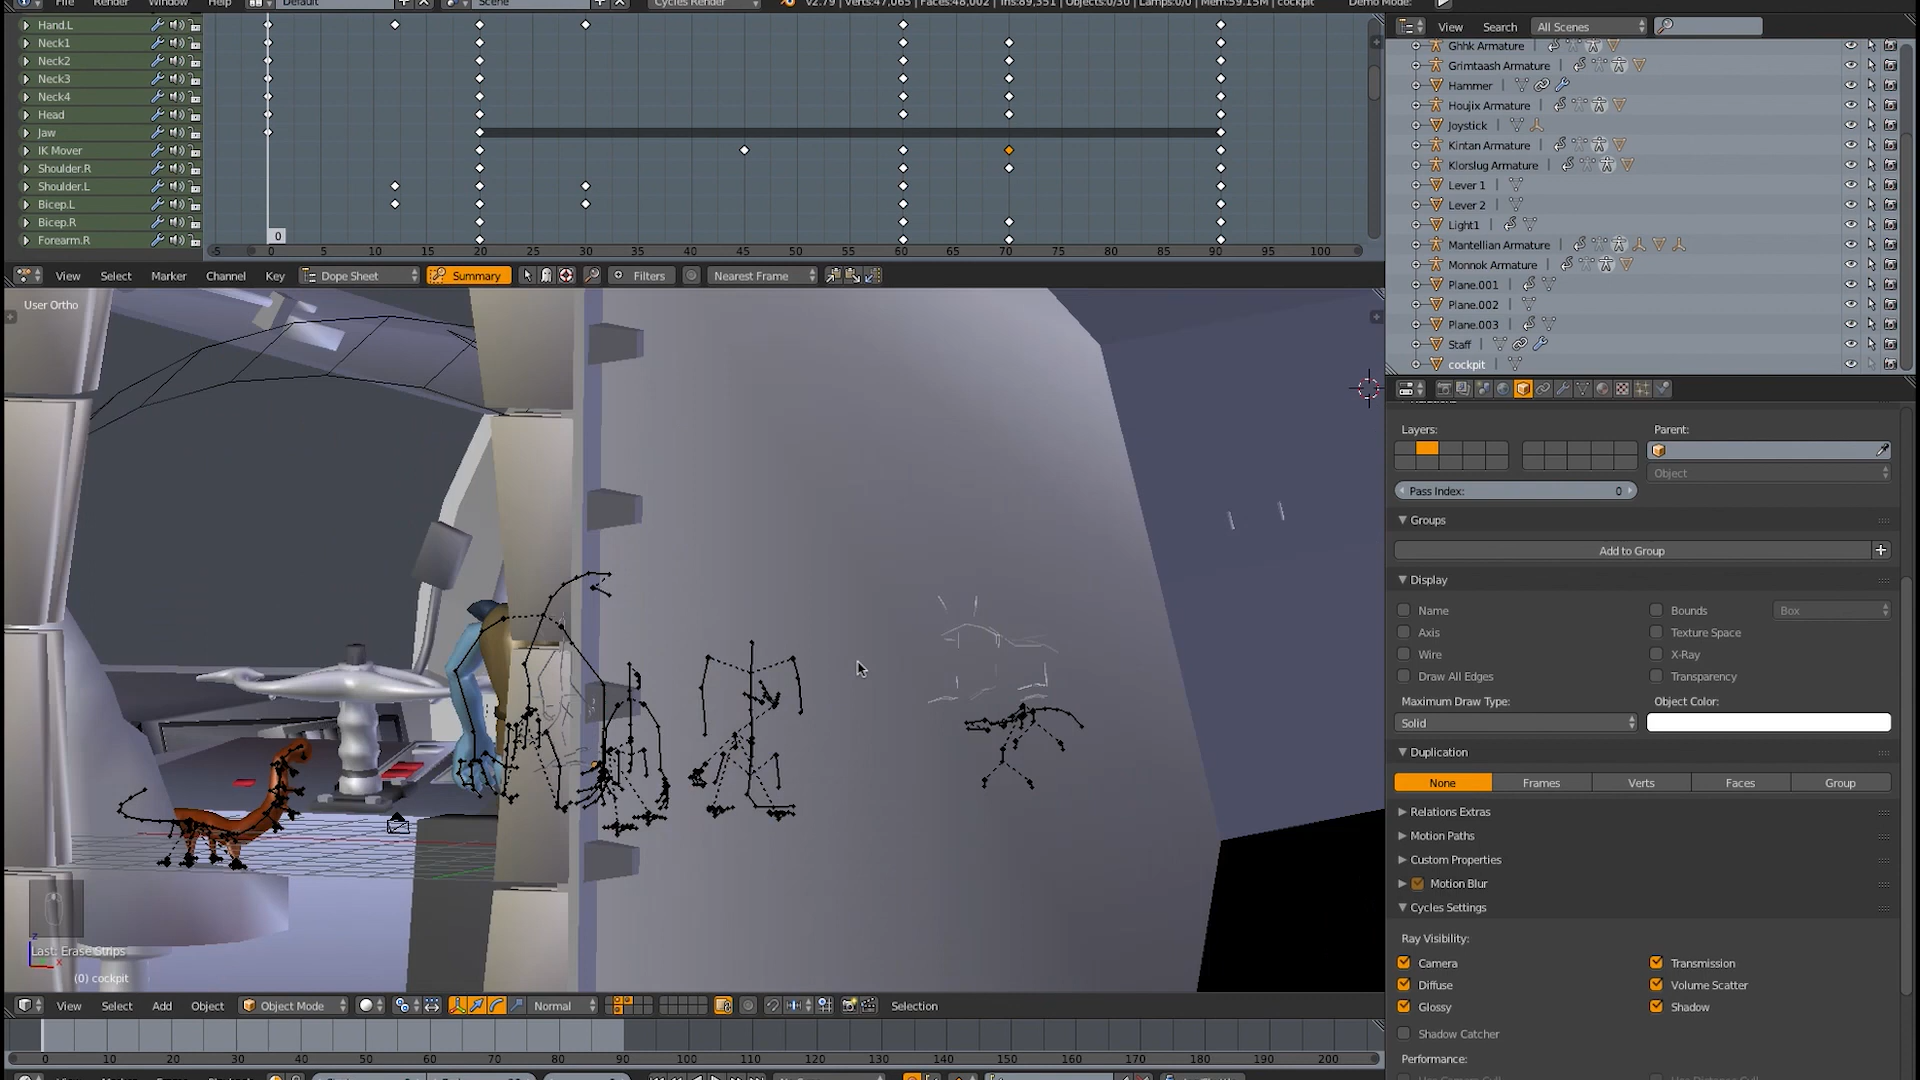 File Render Window Help Default Scene Cycles Render v2.79 | Verts:47,065 | Faces:48,002 | Tris:89,351 | Objects:0/30 | Lamps:0/0 | Mem:59.15M | cockpit Demo Mode:
Hand.L
Neck1
Neck2
Neck3
Neck4
Head
Jaw
IK Mover
Shoulder.R
Shoulder.L
Bicep.L
Bicep.R
Forearm.R
0
-5 0 5 10 15 20 25 30 35 40 45 50 55 60 65 70 75 80 85 90 95 100
View Select Marker Channel Key Dope Sheet Summary Filters Nearest Frame
View Search All Scenes
Ghhk Armature
Grimtaash Armature
Hammer
Houjix Armature
Joystick
Kintan Armature
Klorslug Armature
Lever 1
Lever 2
Light1
Mantellian Armature
Monnok Armature
Plane.001
Plane.002
Plane.003
Staff
cockpit
User Ortho
Last: Erase Strips
(0) cockpit
z
x
View Select Add Object Object Mode Normal Selection
0 10 20 30 40 50 60 70 80 90 100 110 120 130 140 150 160 170 180 190 200
Layers: Parent:
Object
Pass Index: 0
Groups
Add to Group
Display
Name Bounds Box
Axis Texture Space
Wire X-Ray
Draw All Edges Transparency
Maximum Draw Type: Object Color:
Solid
Duplication
None Frames Verts Faces Group
Relations Extras
Motion Paths
Custom Properties
Motion Blur
Cycles Settings
Ray Visibility:
Camera Transmission
Diffuse Volume Scatter
Glossy Shadow
Shadow Catcher
Performance: